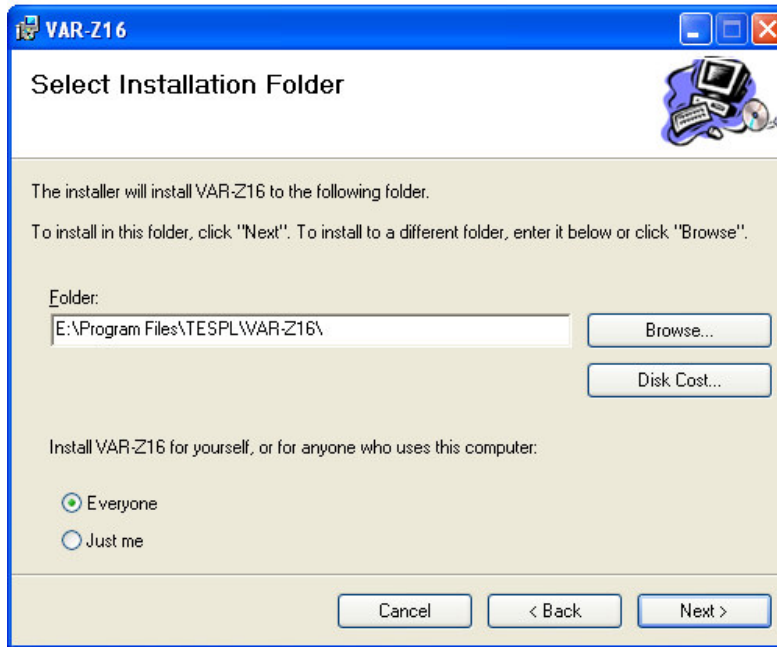 VAR-Z16
Select Installation Folder
The installer will install VAR-Z16 to the following folder.
To install in this folder, click "Next". To install to a different folder, enter it below or click "Browse".
Folder:
E:\Program Files\TESPL\VAR-Z16\
Browse...
Disk Cost...
Install VAR-Z16 for yourself, or for anyone who uses this computer:
Everyone
Just me
Cancel
< Back
Next >